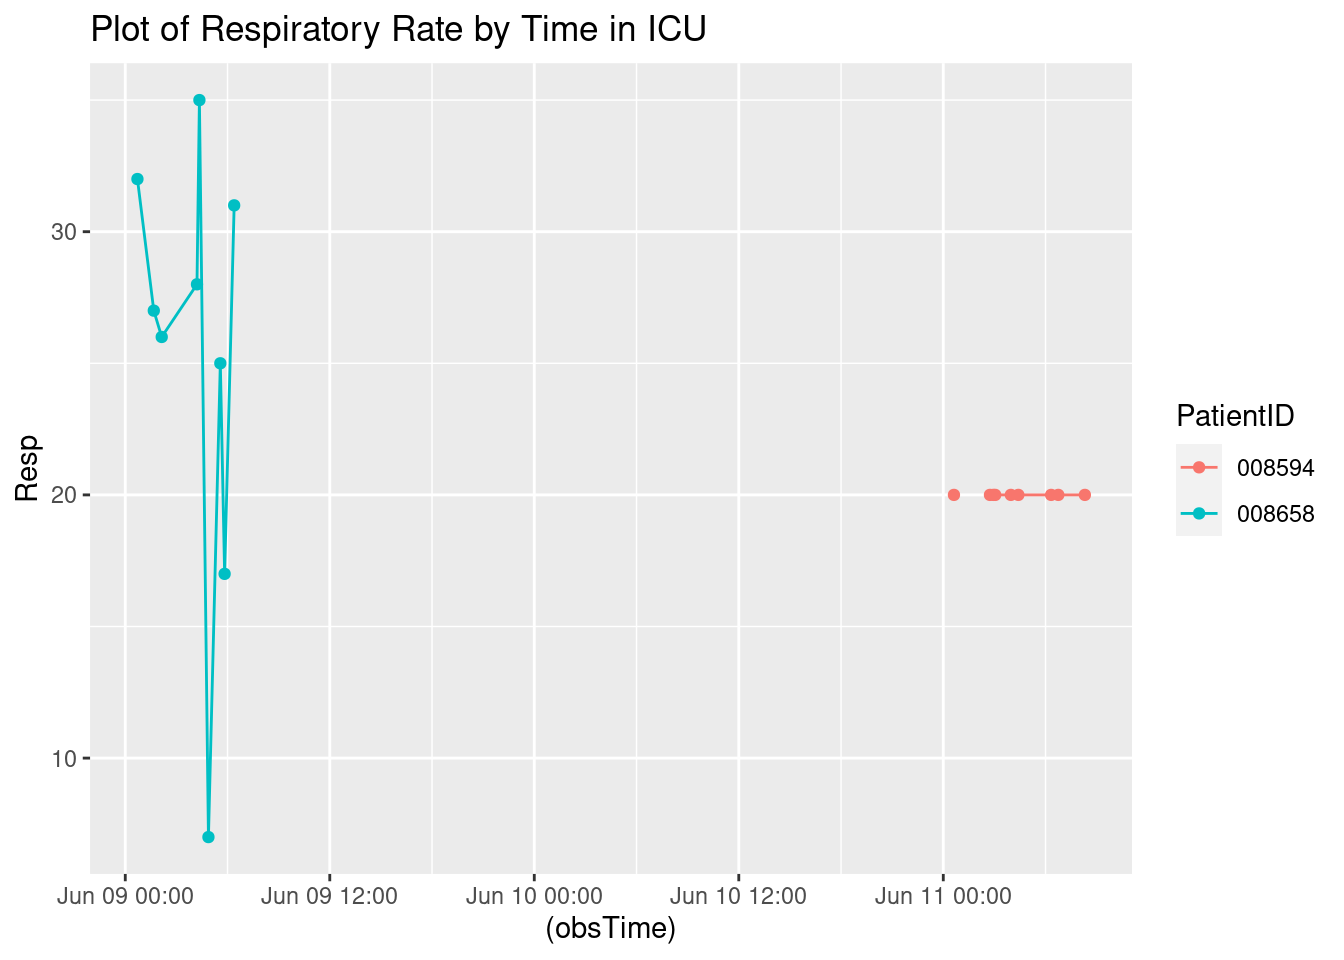 Plot of Respiratory Rate by Time in ICU
Resp
30
20
10
Jun 09 00:00 Jun 09 12:00 Jun 10 00:00 Jun 10 12:00 Jun 11 00:00
(obsTime)
PatientID
008594
008658